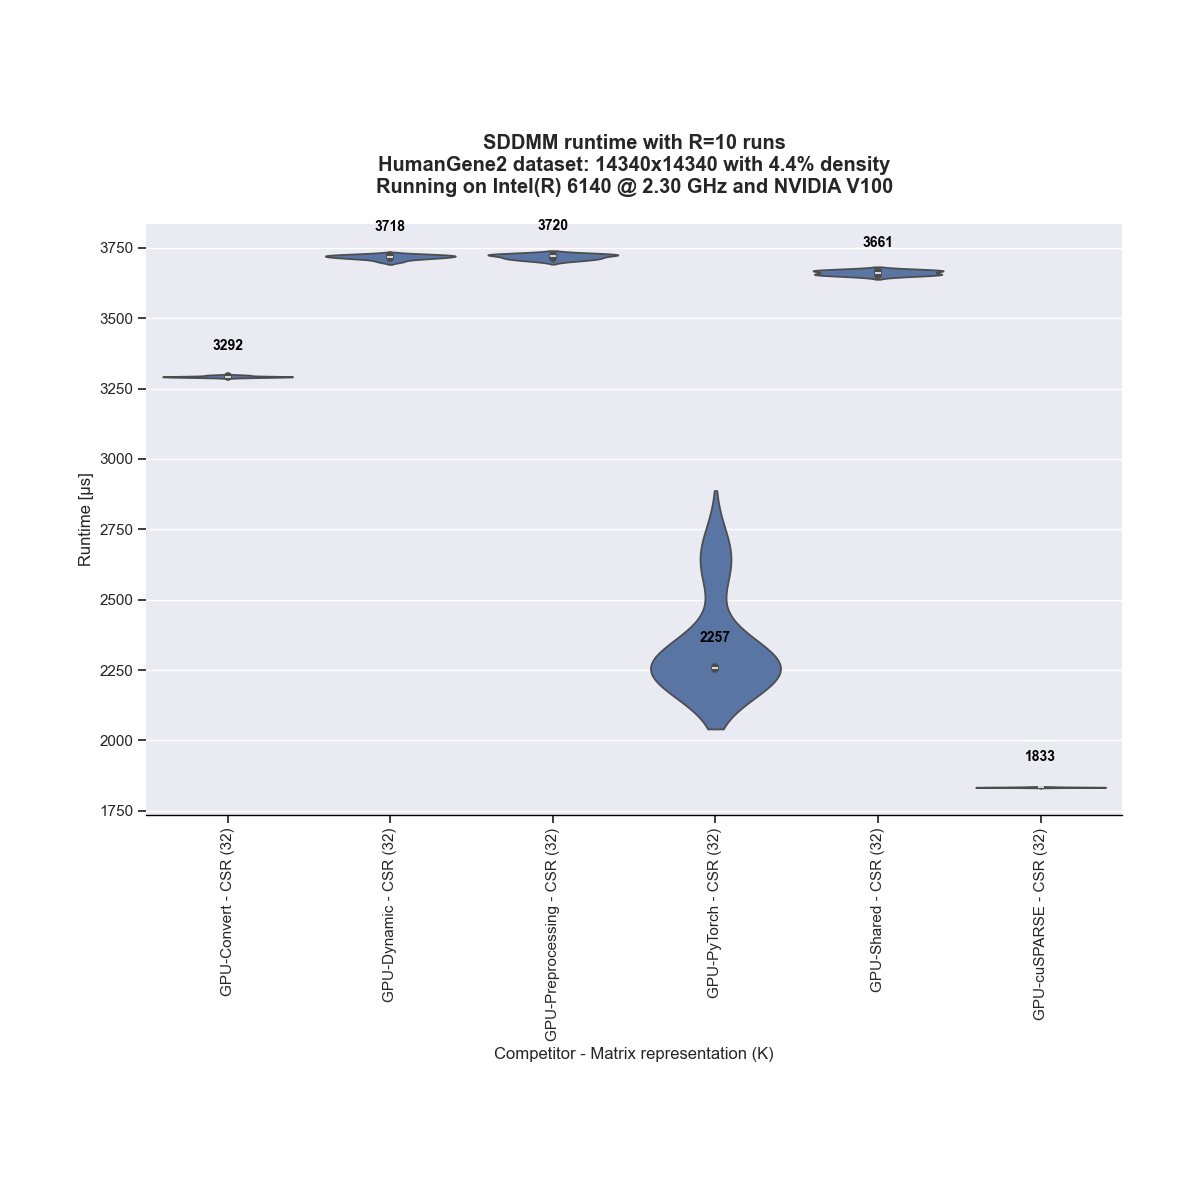 SDDMM runtime with R=10 runs
HumanGene2 dataset: 14340x14340 with 4.4% density
Running on Intel(R) 6140 @ 2.30 GHz and NVIDIA V100
3718
3720
3661
3292
2257
1833
3750
3500
3250
3000
2750
2500
2250
2000
1750
Runtime [μs]
GPU-Convert - CSR (32)
GPU-Dynamic - CSR (32)
GPU-Preprocessing - CSR (32)
GPU-PyTorch - CSR (32)
GPU-Shared - CSR (32)
GPU-cuSPARSE - CSR (32)
Competitor - Matrix representation (K)